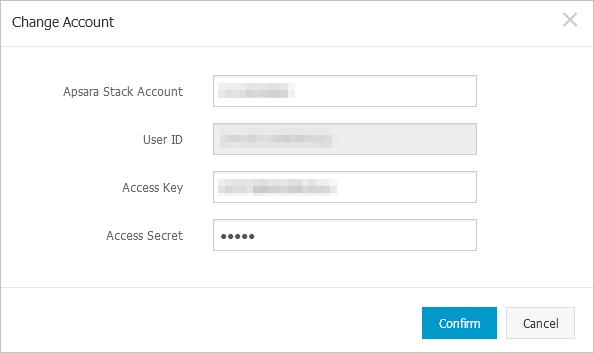 Change Account
Apsara Stack Account
User ID
Access Key
Access Secret •••••
Confirm Cancel